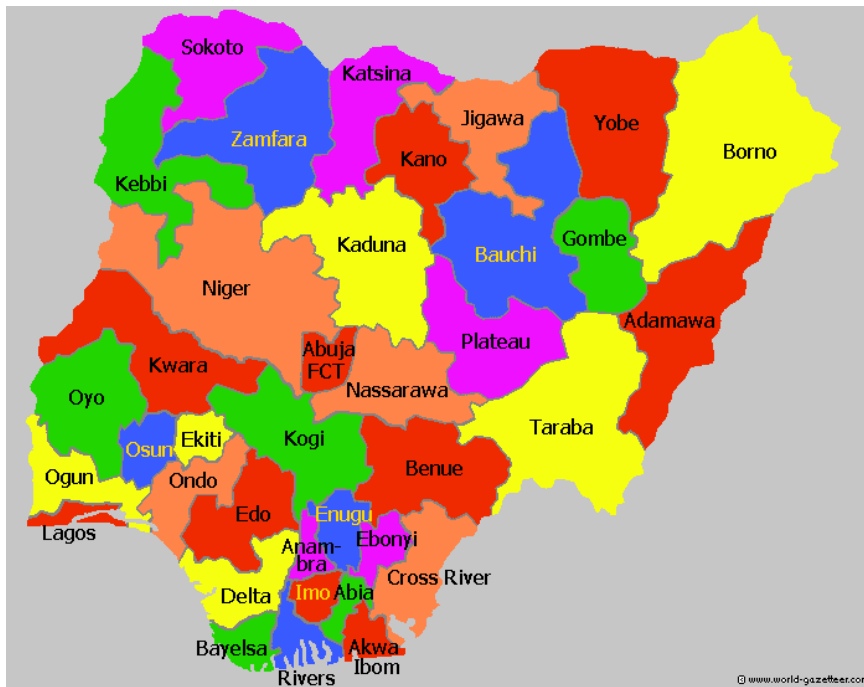 Sokoto
Katsina
Jigawa
Yobe
Zamfara
Borno
Kano
Kebbi
Kaduna
Gombe
Bauchi
Niger
Adamawa
Abuja
FCT
Plateau
Kwara
Nassarawa
Oyo
Taraba
Kogi
Ekiti
Osun
Benue
Ogun
Ondo
Edo
Enugu
Lagos
Anam-
bra
Ebonyi
Cross River
Delta
Imo
Abia
Bayelsa
Akwa
Ibom
Rivers
© www.world-gazetteer.com